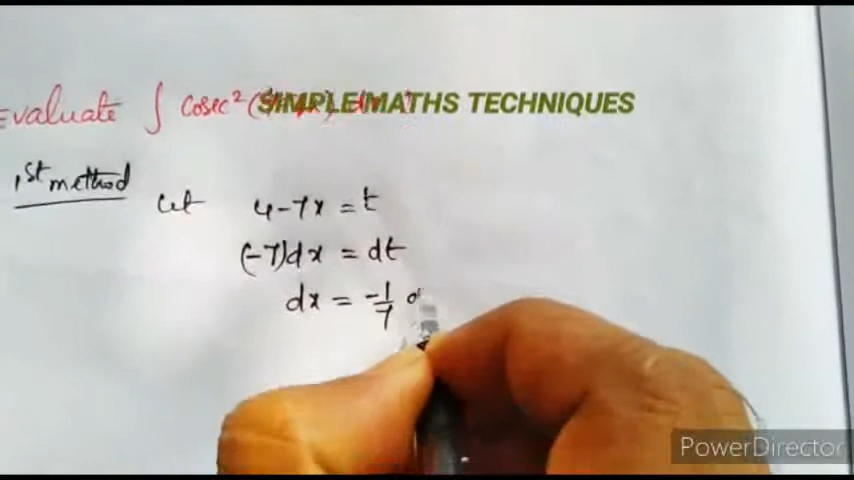 Evaluate ∫ Cosec² (
SIMPLE MATHS TECHNIQUES
1st method
Let 4-7x = t
(-7)dx = dt
dx = -1/7 d
PowerDirector